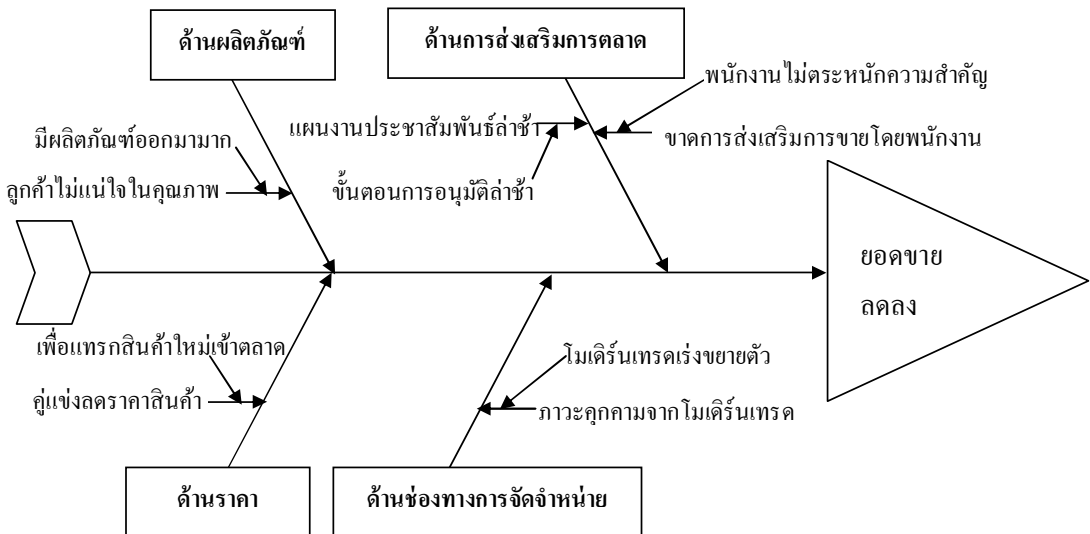 ด้านผลิตภัณฑ์
ด้านการส่งเสริมการตลาด
พนักงานไม่ตระหนักความสำคัญ
แผนงานประชาสัมพันธ์ล่าช้า
ขาดการส่งเสริมการขายโดยพนักงาน
มีผลิตภัณฑ์ออกมามาก
ลูกค้าไม่แน่ใจในคุณภาพ
ขั้นตอนการอนุมัติล่าช้า
ยอดขาย
ลดลง
เพื่อแทรกสินค้าใหม่เข้าตลาด
โมเดิร์นเทรดเร่งขยายตัว
คู่แข่งลดราคาสินค้า
ภาวะคุกคามจากโมเดิร์นเทรด
ด้านราคา
ด้านช่องทางการจัดจำหน่าย